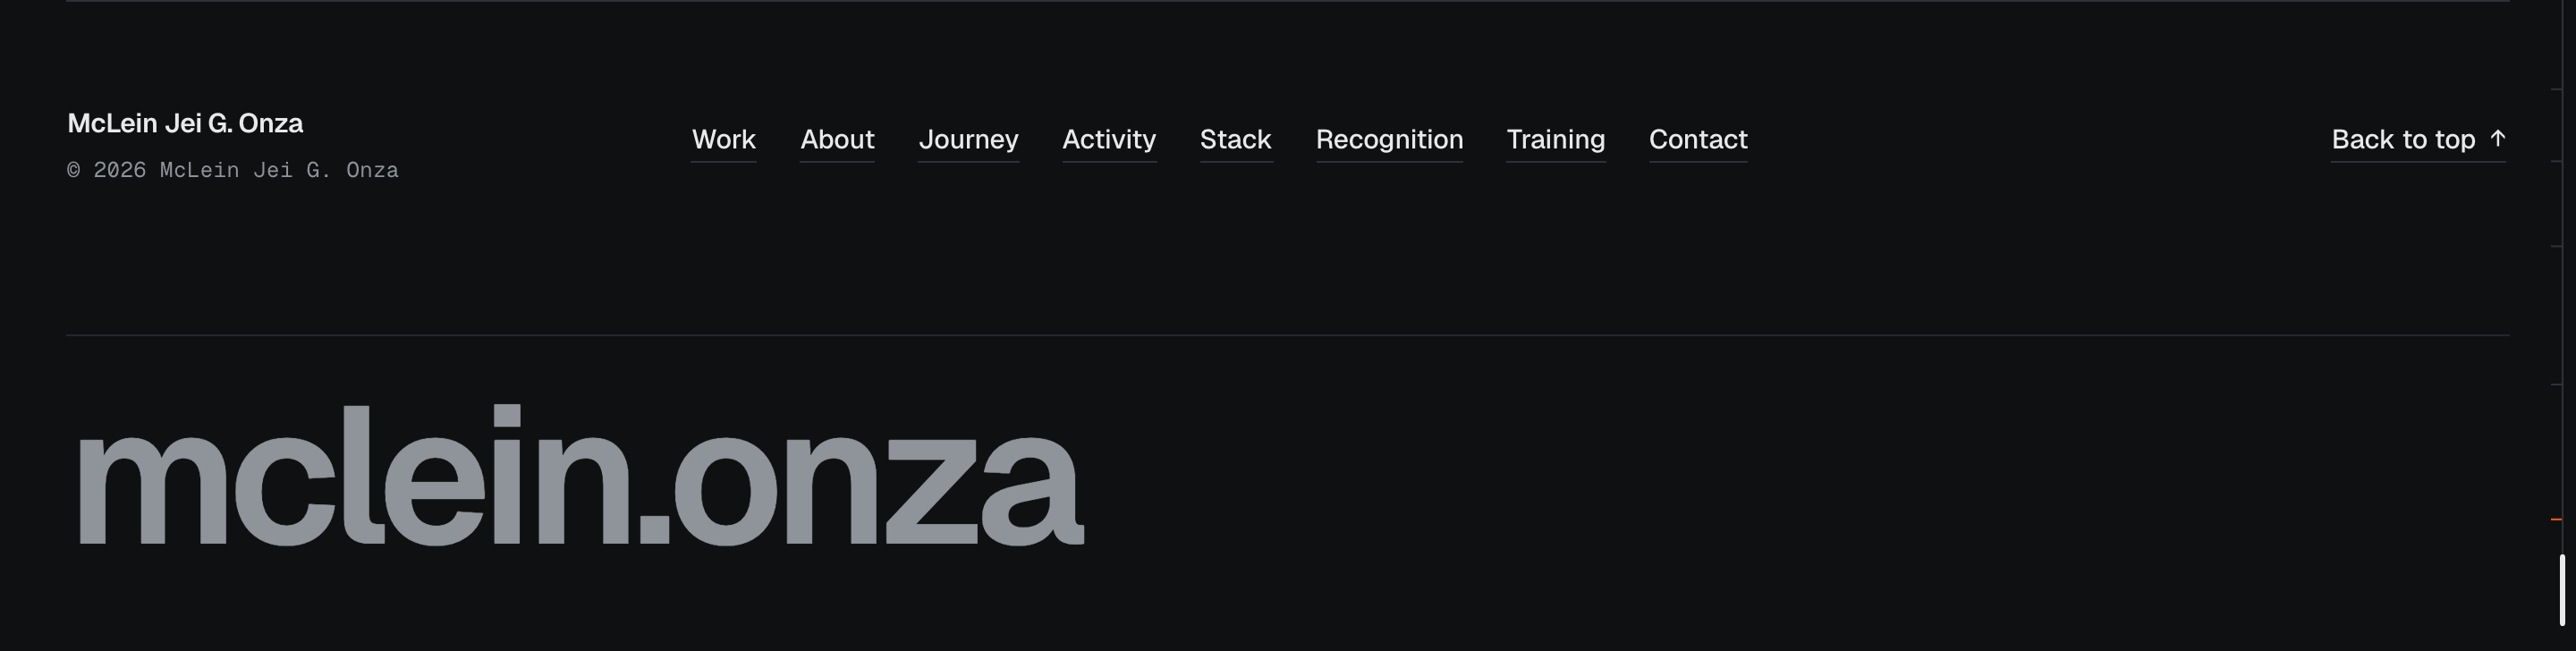 McLein Jei G. Onza
© 2026 McLein Jei G. Onza
Work About Journey Activity Stack Recognition Training Contact
Back to top ↑
mclein.onza